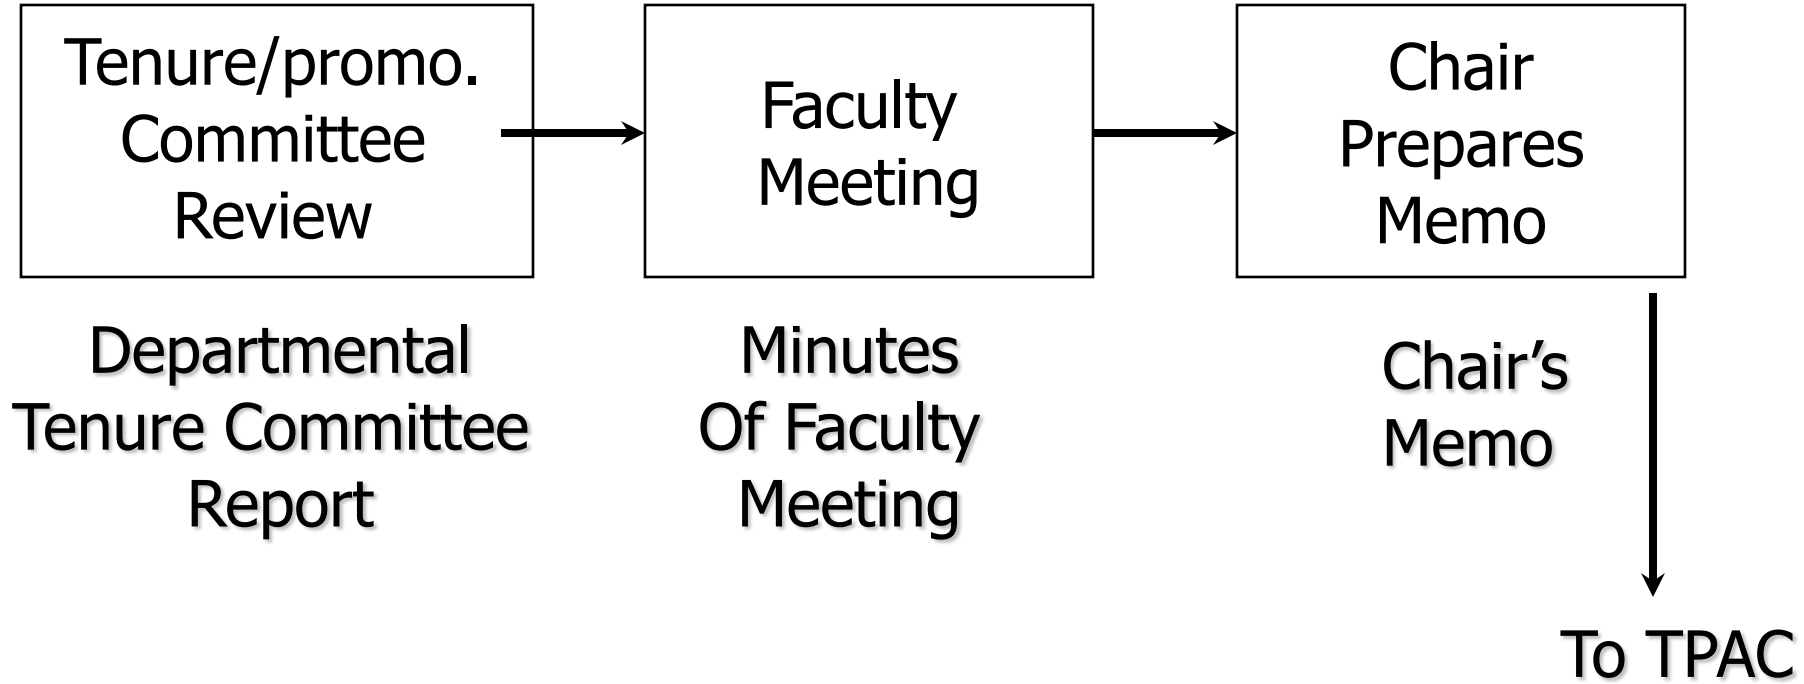 Tenure/promo.
Committee
Review
Faculty
Meeting
Chair
Prepares
Memo
Departmental
Tenure Committee
Report
Minutes
Of Faculty
Meeting
Chair’s
Memo
To TPAC